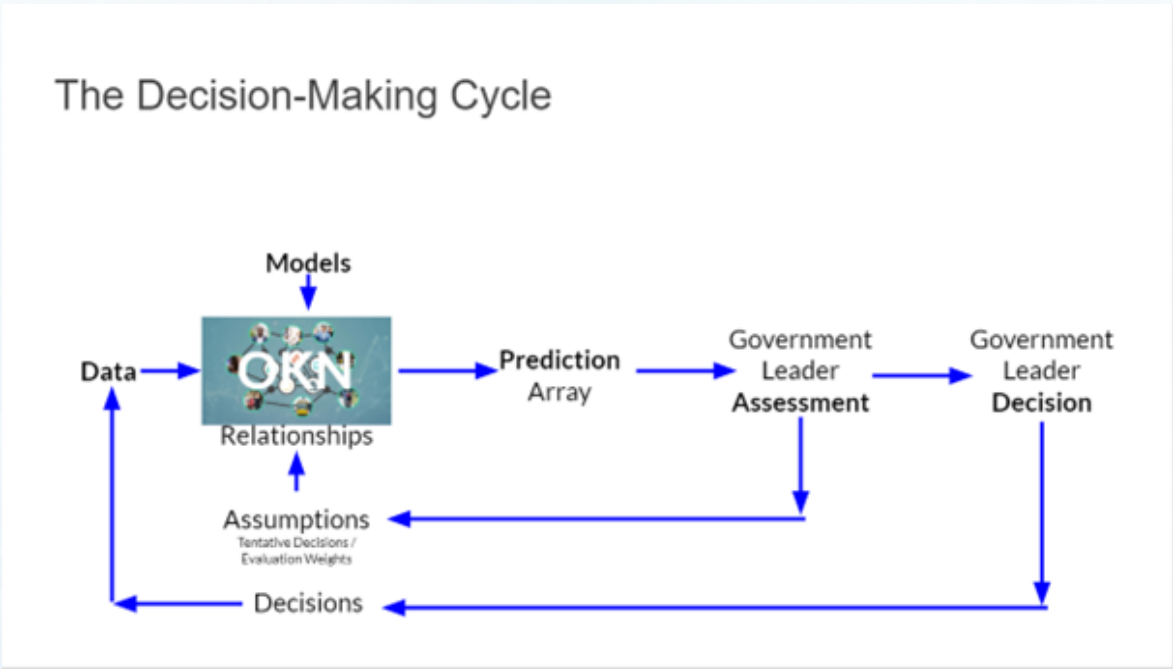 The Decision-Making Cycle
Models
Data
OKN
Relationships
Prediction
Array
Government
Leader
Assessment
Government
Leader
Decision
Assumptions
Tentative Decisions /
Evaluation Weights
Decisions